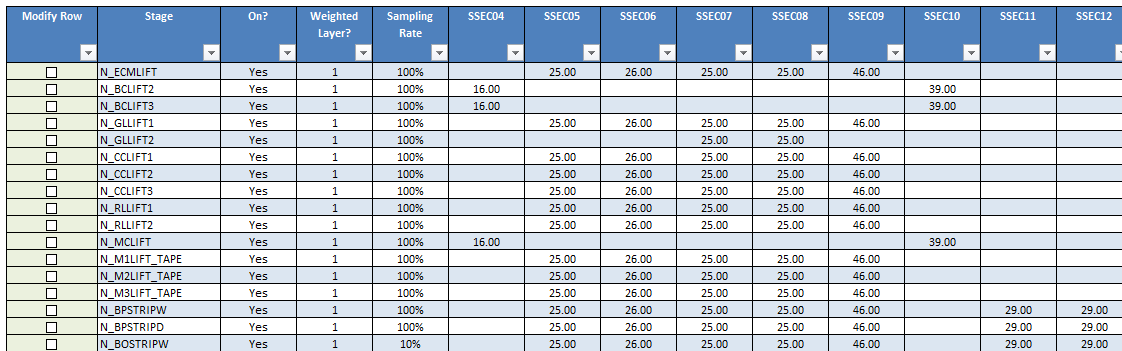 Modify Row Stage On? Weighted Layer? Sampling Rate SSEC04 SSEC05 SSEC06 SSEC07 SSEC08 SSEC09 SSEC10 SSEC11 SSEC12
N_ECMLIFT Yes 1 100% 25.00 26.00 25.00 25.00 46.00
N_BCLIFT2 Yes 1 100% 16.00 39.00
N_BCLIFT3 Yes 1 100% 16.00 39.00
N_GLLIFT1 Yes 1 100% 25.00 26.00 25.00 25.00 46.00
N_GLLIFT2 Yes 1 100% 25.00 25.00
N_CCLIFT1 Yes 1 100% 25.00 26.00 25.00 25.00 46.00
N_CCLIFT2 Yes 1 100% 25.00 26.00 25.00 25.00 46.00
N_CCLIFT3 Yes 1 100% 25.00 26.00 25.00 25.00 46.00
N_RLLIFT1 Yes 1 100% 25.00 26.00 25.00 25.00 46.00
N_RLLIFT2 Yes 1 100% 25.00 26.00 25.00 25.00 46.00
N_MCLIFT Yes 1 100% 16.00 39.00
N_M1LIFT_TAPE Yes 1 100% 25.00 26.00 25.00 25.00 46.00
N_M2LIFT_TAPE Yes 1 100% 25.00 26.00 25.00 25.00 46.00
N_M3LIFT_TAPE Yes 1 100% 25.00 26.00 25.00 25.00 46.00
N_BPSTRIPW Yes 1 100% 25.00 26.00 25.00 25.00 46.00 29.00 29.00
N_BPSTRIPD Yes 1 100% 25.00 26.00 25.00 25.00 46.00 29.00 29.00
N_BOSTRIPW Yes 1 10% 25.00 26.00 25.00 25.00 46.00 29.00 29.00